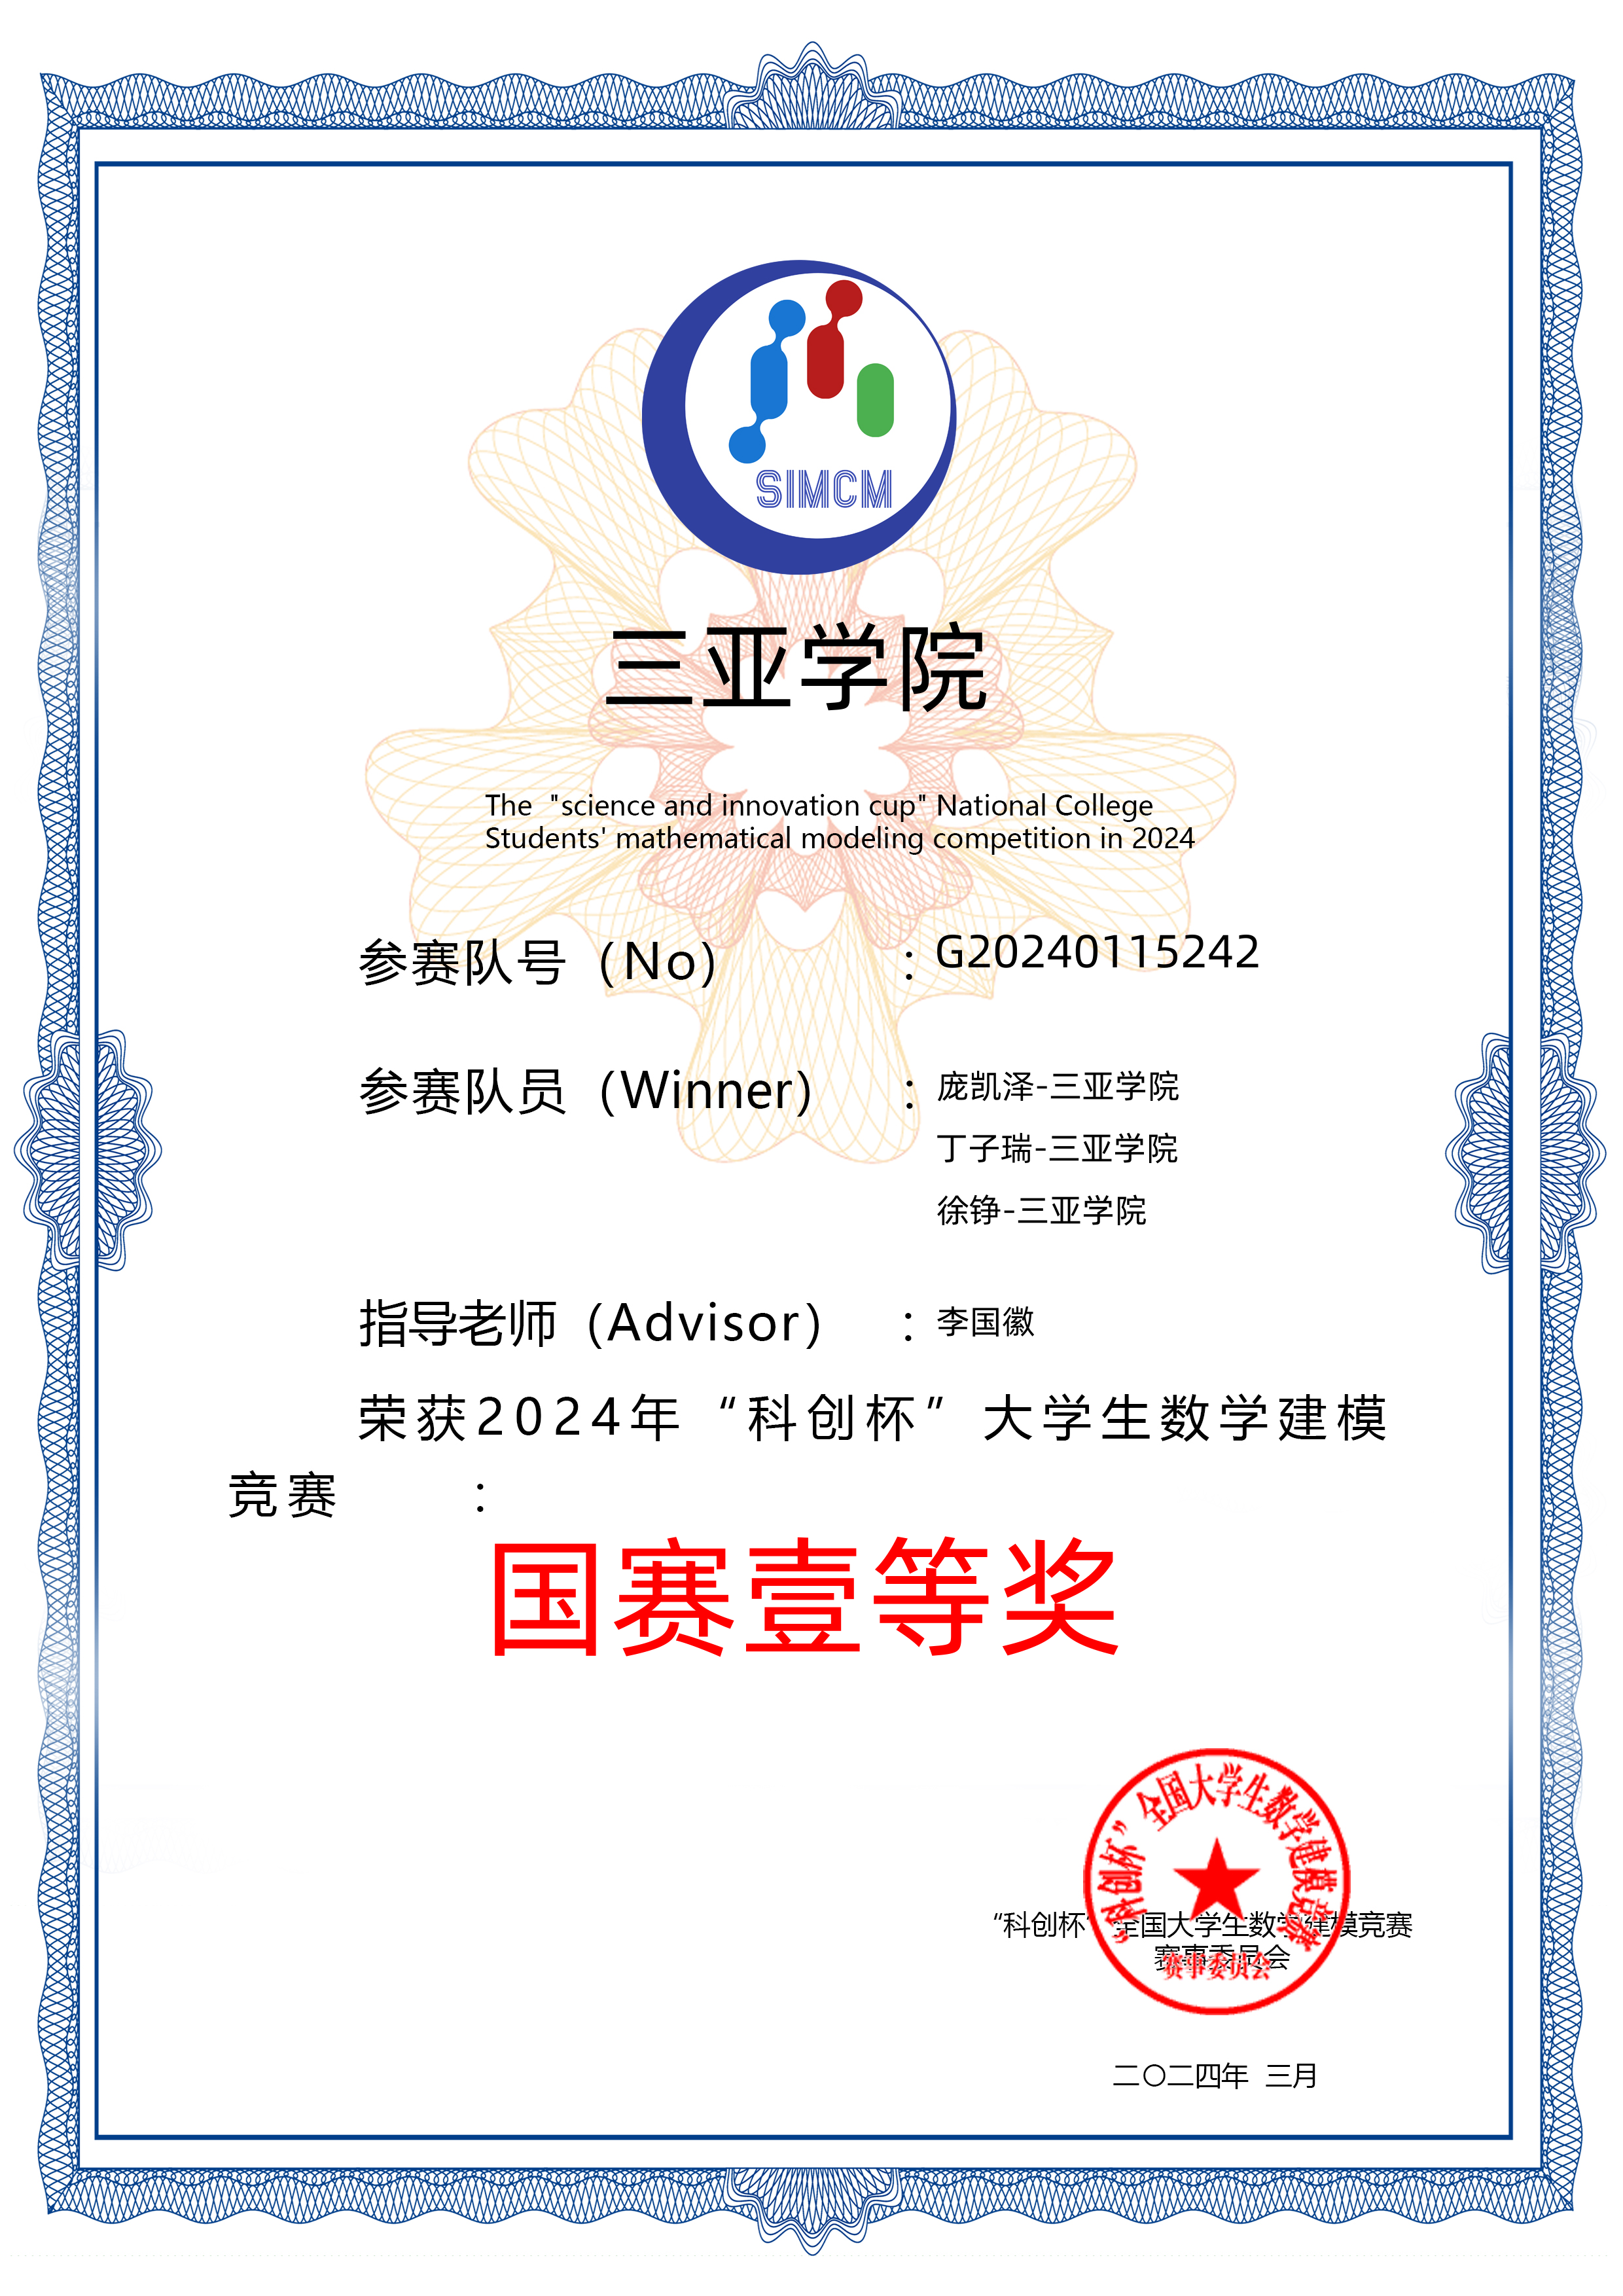 SIMCM
三亚学院
The "science and innovation cup" National College
Students' mathematical modeling competition in 2024
参赛队号（No） ：G20240115242
参赛队员（Winner） ：庞凯泽-三亚学院
丁子瑞-三亚学院
徐铮-三亚学院
指导老师（Advisor） ：李国徽
荣获2024年“科创杯”大学生数学建模
竞赛 ：
国赛壹等奖
“科创杯”全国大学生数学建模竞赛
赛事委员会
“科创杯”全国大学生数学建模竞赛
赛事委员会
二〇二四年 三月